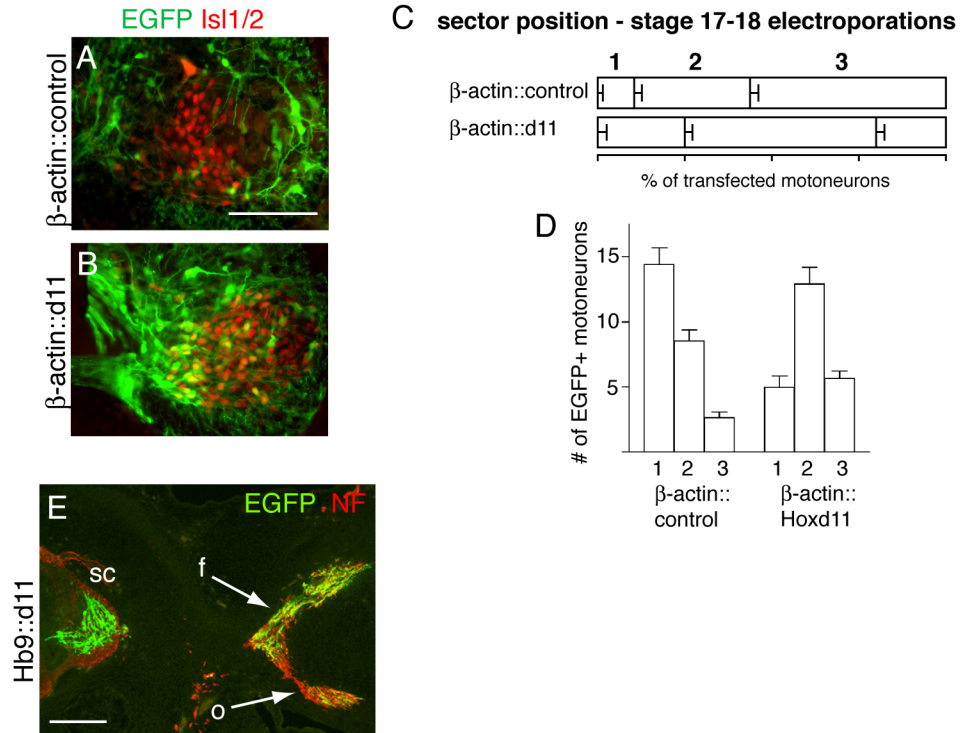 EGFP Isl1/2
A
β-actin::control
B
β-actin::d11
C sector position - stage 17-18 electroporations
1 2 3
β-actin::control
β-actin::d11
% of transfected motoneurons
D
# of EGFP+ motoneurons
15
10
5
1 2 3 1 2 3
β-actin:: β-actin::
control Hoxd11
E EGFP NF
Hb9::d11
sc
f
o